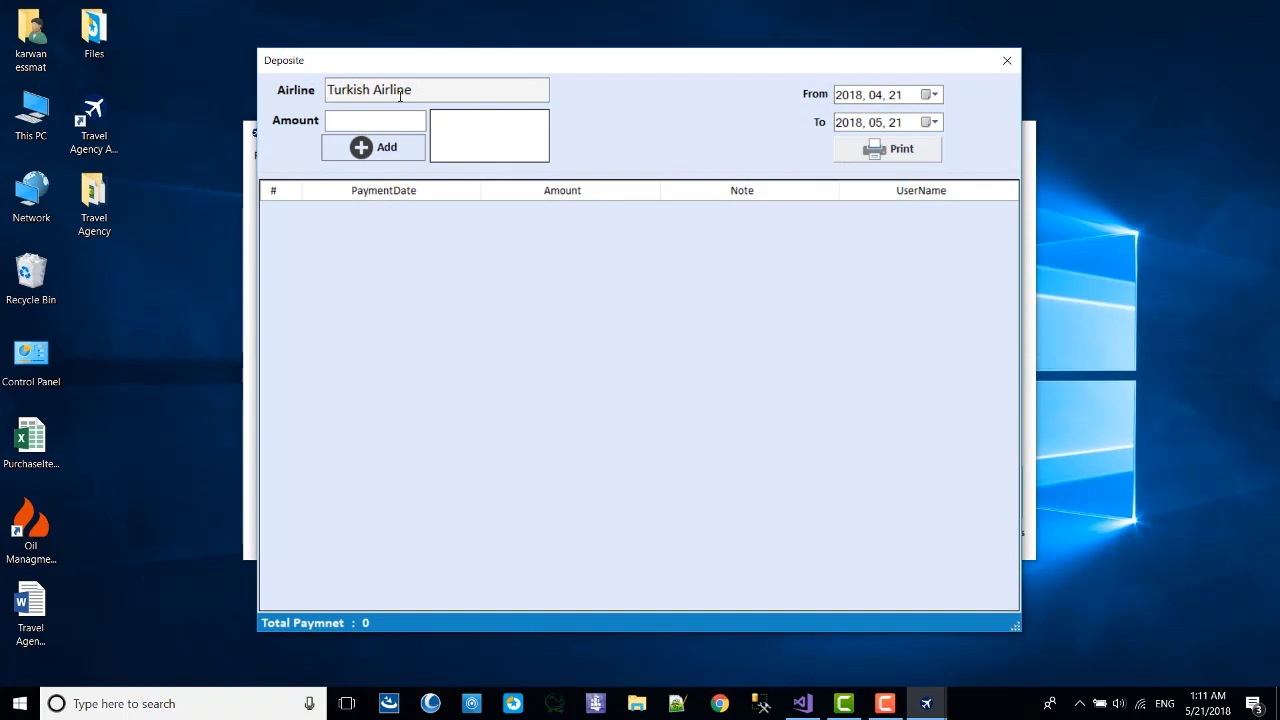 karwan
essmat
Files
This PC
Travel
Agency A...
Network
Travel
Agency
Recycle Bin
Control Panel
PurchaseIte...
Oil
Managme...
Travel
Agen...
Deposite
Airline Turkish Airline
Amount
Add
From 2018, 04, 21
To 2018, 05, 21
Print
# PaymentDate Amount Note UserName
Total Paymnet : 0
Type here to search
ENG
1:11 AM
5/21/2018
3